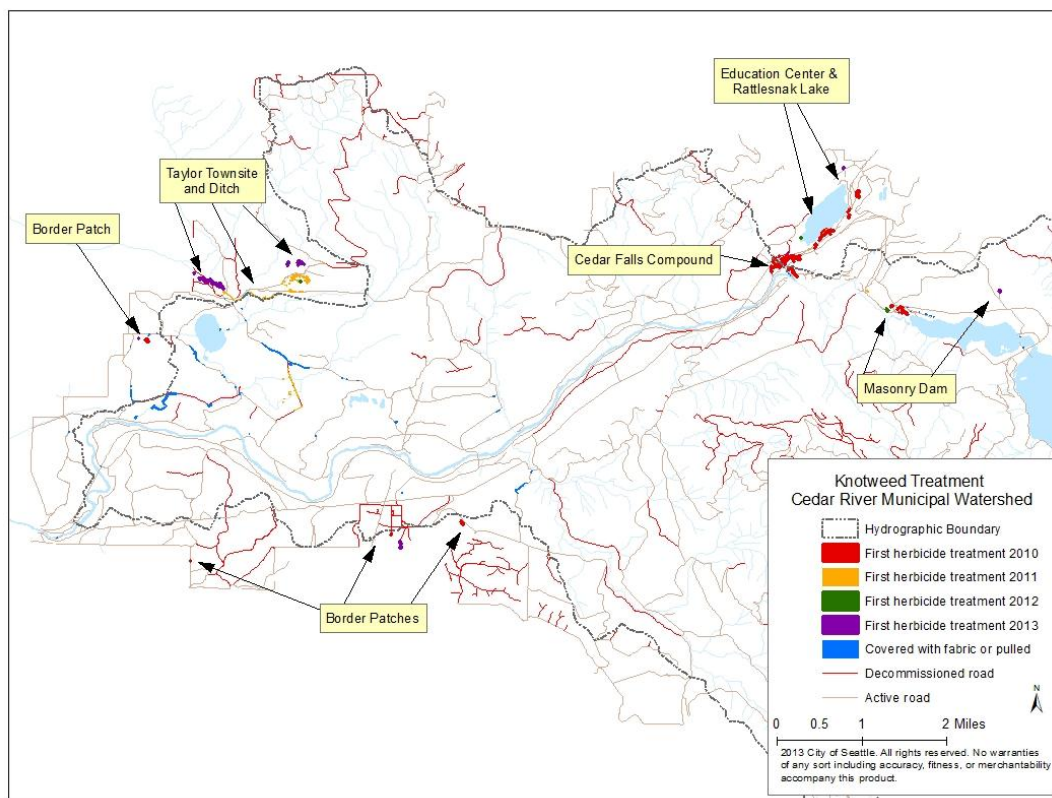 Education Center &
Rattlesnak Lake
Taylor Townsite
and Ditch
Border Patch
Cedar Falls Compound
Masonry Dam
Border Patches
Knotweed Treatment
Cedar River Municipal Watershed
Hydrographic Boundary
First herbicide treatment 2010
First herbicide treatment 2011
First herbicide treatment 2012
First herbicide treatment 2013
Covered with fabric or pulled
Decommissioned road
Active road
N
0 0.5 1 2 Miles
2013 City of Seattle. All rights reserved. No warranties
of any sort including accuracy, fitness, or merchantability
accompany this product.